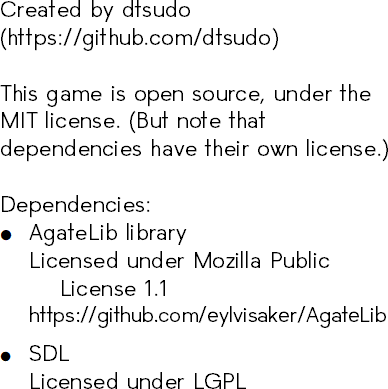 Created by dtsudo
(https://github.com/dtsudo)
This game is open source, under the
MIT license. (But note that
dependencies have their own license.)
Dependencies:
● AgateLib library
Licensed under Mozilla Public
License 1.1
https://github.com/eylvisaker/AgateLib
● SDL
Licensed under LGPL